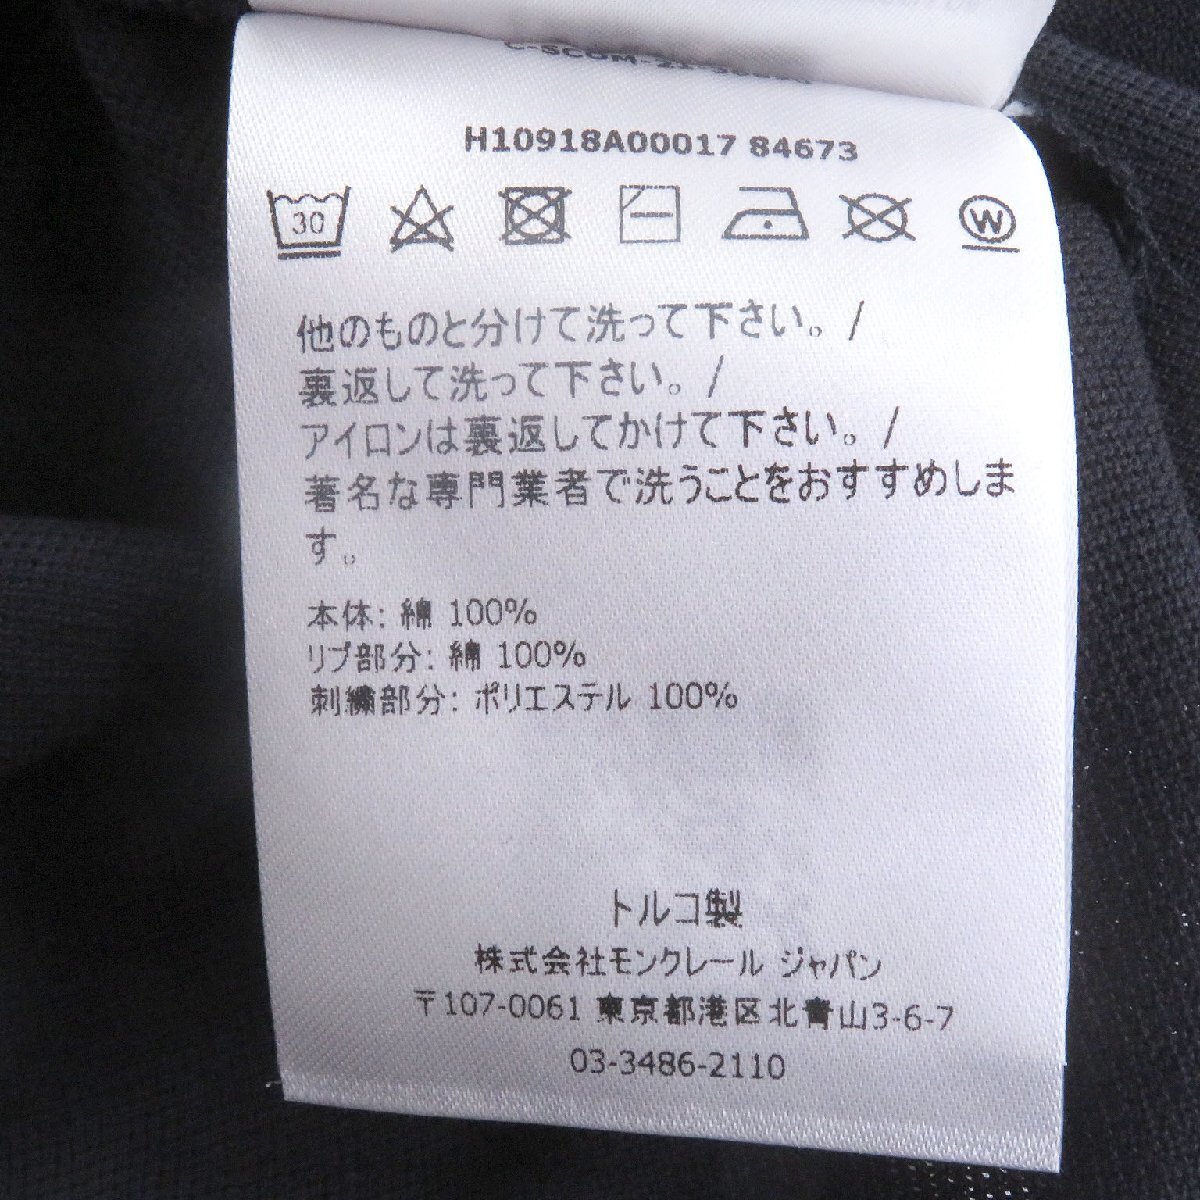 H10918A00017 84673
30
W
他のものと分けて洗って下さい。/
裏返して洗って下さい。/
アイロンは裏返してかけて下さい。/
著名な専門業者で洗うことをおすすめしま
す。
本体: 綿 100%
リブ部分: 綿 100%
刺繍部分: ポリエステル 100%
トルコ製
株式会社モンクレール ジャパン
〒107-0061 東京都港区北青山3-6-7
03-3486-2110